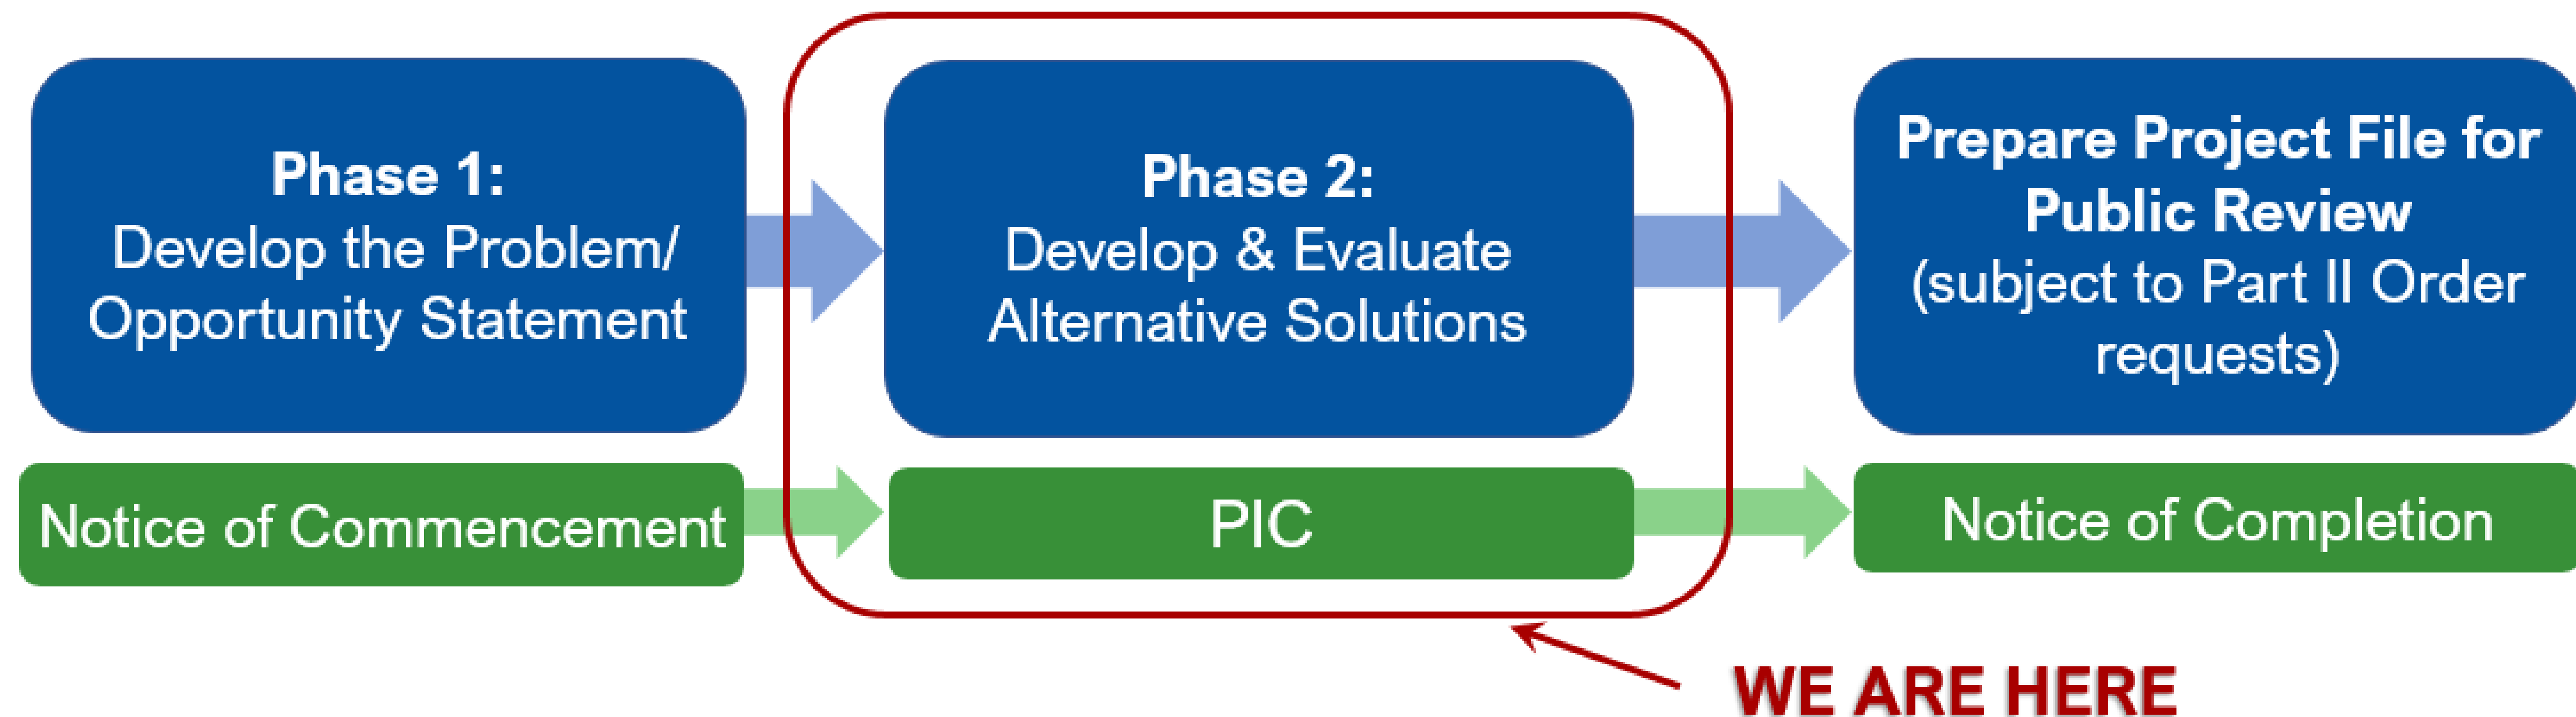 Phase 1:
Develop the Problem/
Opportunity Statement
Phase 2:
Develop & Evaluate
Alternative Solutions
Prepare Project File for
Public Review
(subject to Part II Order
requests)
Notice of Commencement
PIC
Notice of Completion
WE ARE HERE